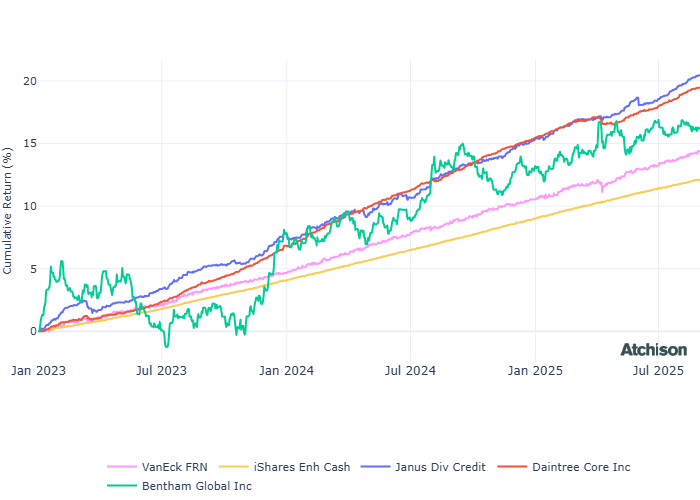 20
15
10
5
0
Cumulative Return (%)
Jan 2023 Jul 2023 Jan 2024 Jul 2024 Jan 2025 Jul 2025
Atchison
VanEck FRN iShares Enh Cash Janus Div Credit Daintree Core Inc
Bentham Global Inc